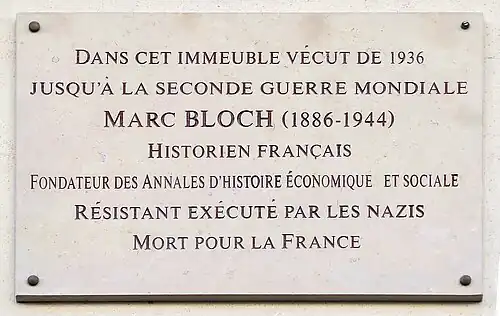 Dans cet immeuble vécut de 1936
jusqu'à la seconde guerre mondiale
Marc BLOCH (1886-1944)
Historien français
Fondateur des Annales d'histoire économique et sociale
Résistant exécuté par les nazis
Mort pour la France